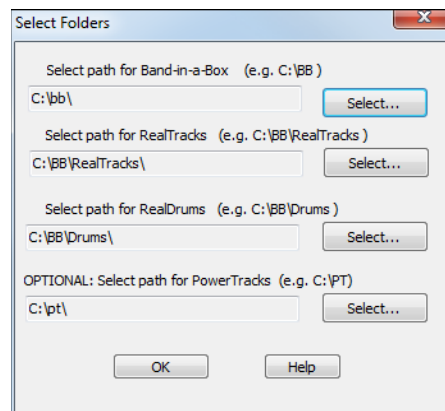 Select Folders
Select path for Band-in-a-Box (e.g. C:\BB )
C:\bb\
Select...
Select path for RealTracks (e.g. C:\BB\RealTracks )
C:\BB\RealTracks\
Select...
Select path for RealDrums (e.g. C:\BB\Drums )
C:\BB\Drums\
Select...
OPTIONAL: Select path for PowerTracks (e.g. C:\PT)
C:\pt\
Select...
OK
Help